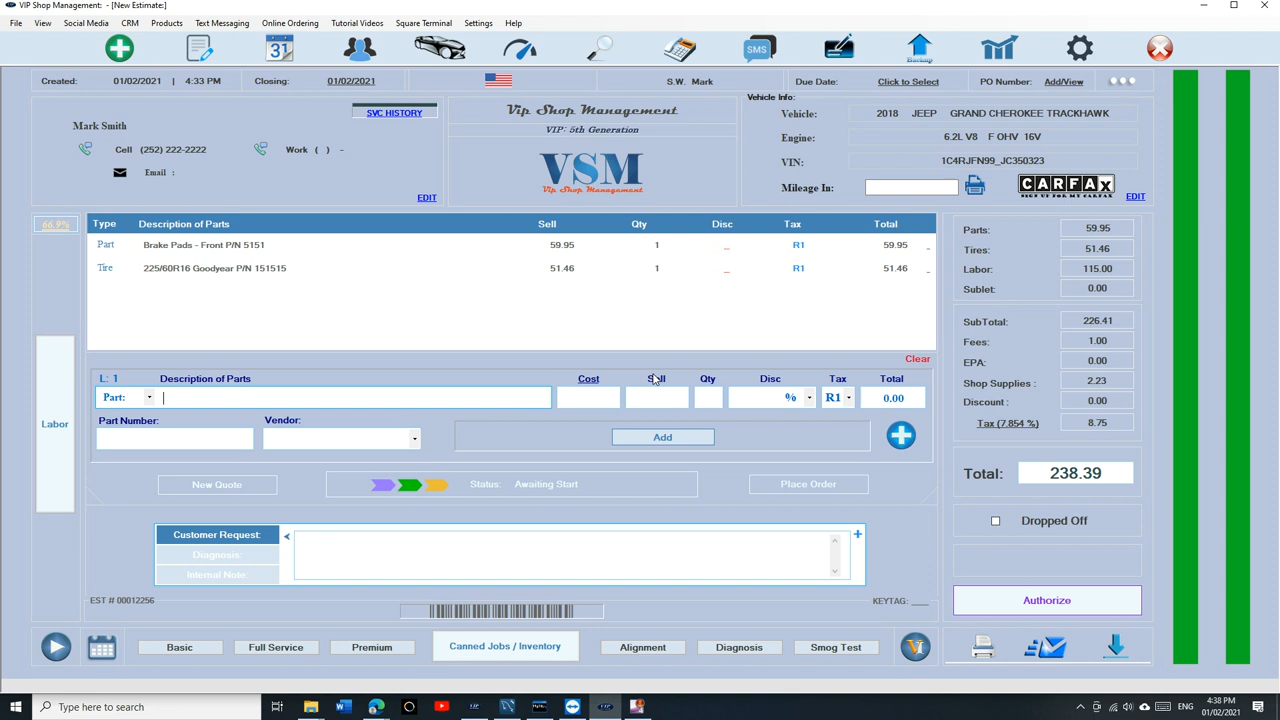 VIP Shop Management: - [New Estimate:]
File View Social Media CRM Products Text Messaging Online Ordering Tutorial Videos Square Terminal Settings Help
31 SMS Backup
Created: 01/02/2021 | 4:33 PM Closing: 01/02/2021 S.W. Mark Due Date: Click to Select PO Number: Add/View
SVC HISTORY
Mark Smith
Cell (252) 222-2222 Work ( ) -
Email :
EDIT
Vip Shop Management
VIP: 5th Generation
VSM
Vip Shop Management
Vehicle Info:
Vehicle: 2018 JEEP GRAND CHEROKEE TRACKHAWK
Engine: 6.2L V8 F OHV 16V
VIN: 1C4RJFN99_JC350323
Mileage In: CARFAX
SIGN UP FOR MY CARFAX
EDIT
66.9%
Type Description of Parts Sell Qty Disc Tax Total
Part Brake Pads - Front P/N 5151 59.95 1 _ R1 59.95 _
Tire 225/60R16 Goodyear P/N 151515 51.46 1 _ R1 51.46 _
Clear
L: 1 Description of Parts Cost Sell Qty Disc Tax Total
Part: % R1 0.00
Part Number: Vendor:
Add
Labor
New Quote Status: Awaiting Start Place Order
Customer Request:
Diagnosis:
Internal Note:
EST # 00012256 KEYTAG: ____
Parts: 59.95
Tires: 51.46
Labor: 115.00
Sublet: 0.00
SubTotal: 226.41
Fees: 1.00
EPA: 0.00
Shop Supplies : 2.23
Discount : 0.00
Tax (7.854 %) 8.75
Total: 238.39
Dropped Off
Authorize
Basic Full Service Premium Canned Jobs / Inventory Alignment Diagnosis Smog Test
Type here to search
ENG
4:38 PM
01/02/2021